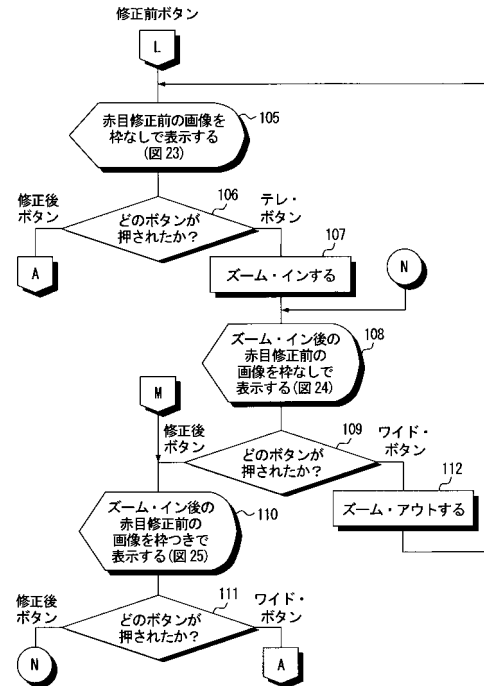 修正前ボタン
L
赤目修正前の画像を
枠なしで表示する
(図23)
105
修正後
ボタン
106
どのボタンが
押されたか?
テレ・
ボタン
A
107
ズーム・インする
N
ズーム・イン後の
赤目修正前の
画像を枠なしで
表示する(図24)
108
M
修正後
ボタン
109
どのボタンが
押されたか?
ワイド・
ボタン
112
ズーム・アウトする
ズーム・イン後の
赤目修正前の
画像を枠つきで
表示する(図25)
110
修正後
ボタン
111
どのボタンが
押されたか?
ワイド・
ボタン
N
A